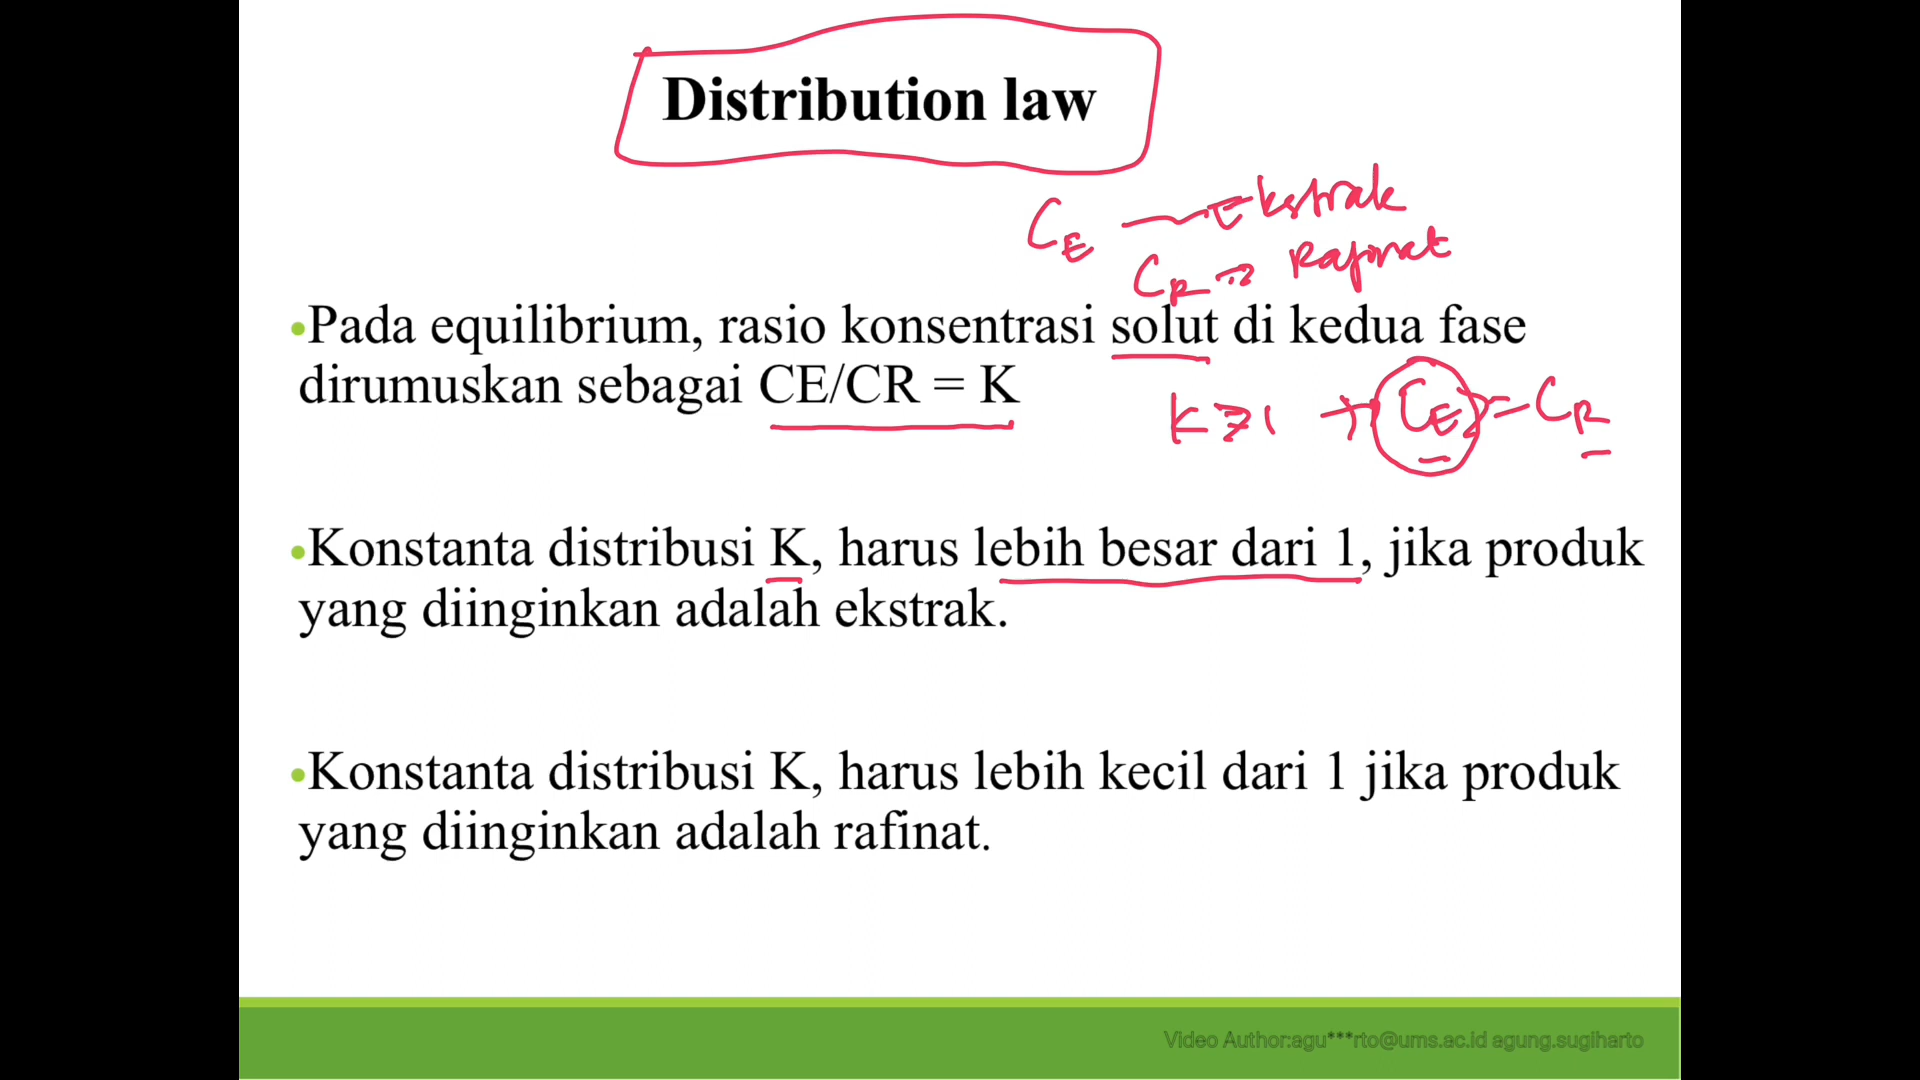 Distribution law
CE — Ekstrak
CR → Rafinat
•Pada equilibrium, rasio konsentrasi solut di kedua fase
dirumuskan sebagai CE/CR = K
K > 1 → CE > CR
•Konstanta distribusi K, harus lebih besar dari 1, jika produk
yang diinginkan adalah ekstrak.
•Konstanta distribusi K, harus lebih kecil dari 1 jika produk
yang diinginkan adalah rafinat.
Video Author:agu***rto@ums.ac.id agung.sugiharto